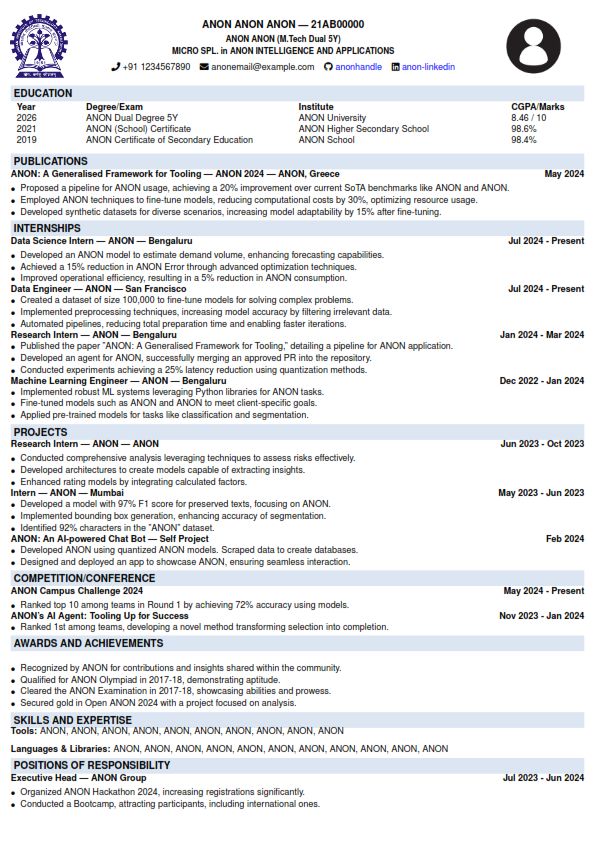 ANON ANON ANON — 21AB00000
ANON ANON (M.Tech Dual 5Y)
MICRO SPL. in ANON INTELLIGENCE AND APPLICATIONS
+91 1234567890 anonemail@example.com anonhandle anon-linkedin
EDUCATION
Year Degree/Exam Institute CGPA/Marks
2026 ANON Dual Degree 5Y ANON University 8.46 / 10
2021 ANON (School) Certificate ANON Higher Secondary School 98.6%
2019 ANON Certificate of Secondary Education ANON School 98.4%
PUBLICATIONS
ANON: A Generalised Framework for Tooling — ANON 2024 — ANON, Greece May 2024
• Proposed a pipeline for ANON usage, achieving a 20% improvement over current SoTA benchmarks like ANON and ANON.
• Employed ANON techniques to fine-tune models, reducing computational costs by 30%, optimizing resource usage.
• Developed synthetic datasets for diverse scenarios, increasing model adaptability by 15% after fine-tuning.
INTERNSHIPS
Data Science Intern — ANON — Bengaluru Jul 2024 - Present
• Developed an ANON model to estimate demand volume, enhancing forecasting capabilities.
• Achieved a 15% reduction in ANON Error through advanced optimization techniques.
• Improved operational efficiency, resulting in a 5% reduction in ANON consumption.
Data Engineer — ANON — San Francisco Jul 2024 - Present
• Created a dataset of size 100,000 to fine-tune models for solving complex problems.
• Implemented preprocessing techniques, increasing model accuracy by filtering irrelevant data.
• Automated pipelines, reducing total preparation time and enabling faster iterations.
Research Intern — ANON — Bengaluru Jan 2024 - Mar 2024
• Published the paper "ANON: A Generalised Framework for Tooling," detailing a pipeline for ANON application.
• Developed an agent for ANON, successfully merging an approved PR into the repository.
• Conducted experiments achieving a 25% latency reduction using quantization methods.
Machine Learning Engineer — ANON — Bengaluru Dec 2022 - Jan 2024
• Implemented robust ML systems leveraging Python libraries for ANON tasks.
• Fine-tuned models such as ANON and ANON to meet client-specific goals.
• Applied pre-trained models for tasks like classification and segmentation.
PROJECTS
Research Intern — ANON — ANON Jun 2023 - Oct 2023
• Conducted comprehensive analysis leveraging techniques to assess risks effectively.
• Developed architectures to create models capable of extracting insights.
• Enhanced rating models by integrating calculated factors.
Intern — ANON — Mumbai May 2023 - Jun 2023
• Developed a model with 97% F1 score for preserved texts, focusing on ANON.
• Implemented bounding box generation, enhancing accuracy of segmentation.
• Identified 92% characters in the "ANON" dataset.
ANON: An AI-powered Chat Bot — Self Project Feb 2024
• Developed ANON using quantized ANON models. Scraped data to create databases.
• Designed and deployed an app to showcase ANON, ensuring seamless interaction.
COMPETITION/CONFERENCE
ANON Campus Challenge 2024 May 2024 - Present
• Ranked top 10 among teams in Round 1 by achieving 72% accuracy using models.
ANON's AI Agent: Tooling Up for Success Nov 2023 - Jan 2024
• Ranked 1st among teams, developing a novel method transforming selection into completion.
AWARDS AND ACHIEVEMENTS
• Recognized by ANON for contributions and insights shared within the community.
• Qualified for ANON Olympiad in 2017-18, demonstrating aptitude.
• Cleared the ANON Examination in 2017-18, showcasing abilities and prowess.
• Secured gold in Open ANON 2024 with a project focused on analysis.
SKILLS AND EXPERTISE
Tools: ANON, ANON, ANON, ANON, ANON, ANON, ANON, ANON, ANON, ANON
Languages & Libraries: ANON, ANON, ANON, ANON, ANON, ANON, ANON, ANON, ANON, ANON, ANON
POSITIONS OF RESPONSIBILITY
Executive Head — ANON Group Jul 2023 - Jun 2024
• Organized ANON Hackathon 2024, increasing registrations significantly.
• Conducted a Bootcamp, attracting participants, including international ones.